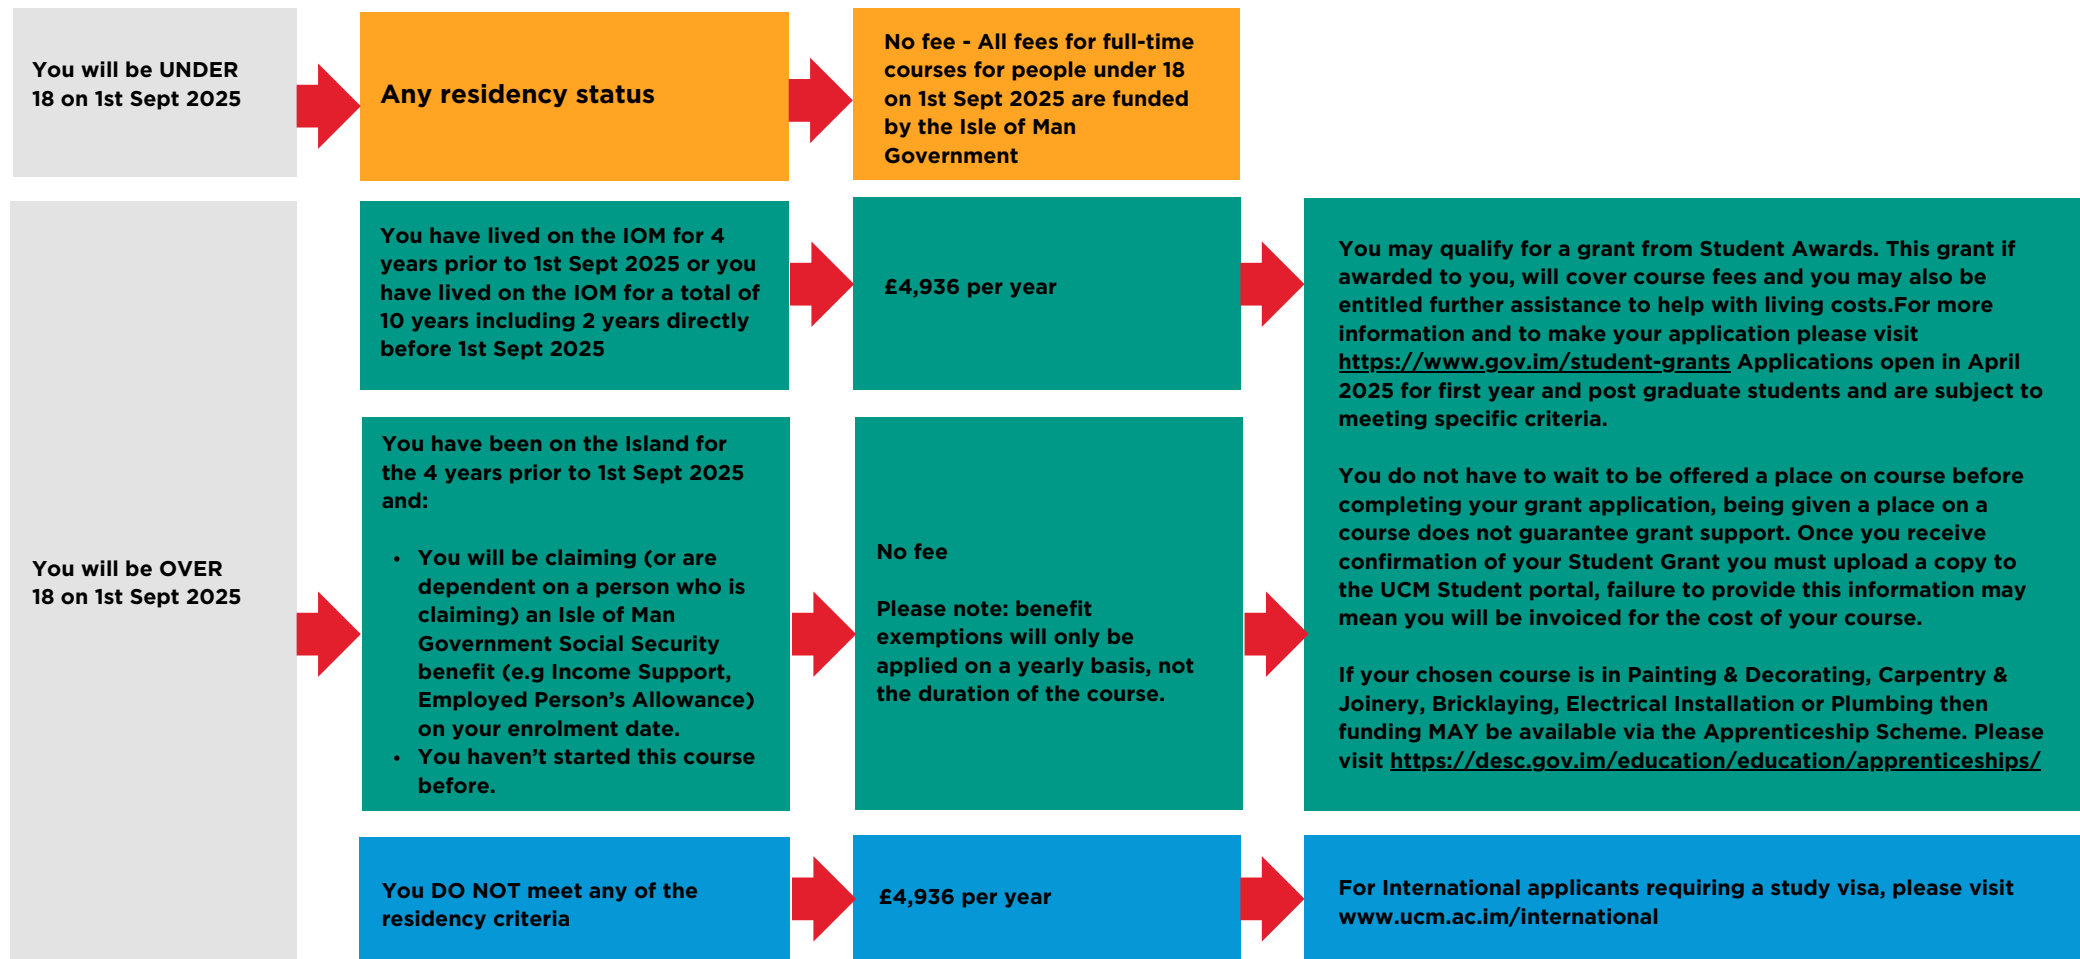 You will be UNDER
18 on 1st Sept 2025
Any residency status
No fee - All fees for full-time
courses for people under 18
on 1st Sept 2025 are funded
by the Isle of Man
Government
You will be OVER
18 on 1st Sept 2025
You have lived on the IOM for 4
years prior to 1st Sept 2025 or you
have lived on the IOM for a total of
10 years including 2 years directly
before 1st Sept 2025
£4,936 per year
You have been on the Island for
the 4 years prior to 1st Sept 2025
and:
• You will be claiming (or are
dependent on a person who is
claiming) an Isle of Man
Government Social Security
benefit (e.g Income Support,
Employed Person's Allowance)
on your enrolment date.
• You haven't started this course
before.
No fee
Please note: benefit
exemptions will only be
applied on a yearly basis, not
the duration of the course.
You may qualify for a grant from Student Awards. This grant if
awarded to you, will cover course fees and you may also be
entitled further assistance to help with living costs.For more
information and to make your application please visit
https://www.gov.im/student-grants Applications open in April
2025 for first year and post graduate students and are subject to
meeting specific criteria.
You do not have to wait to be offered a place on course before
completing your grant application, being given a place on a
course does not guarantee grant support. Once you receive
confirmation of your Student Grant you must upload a copy to
the UCM Student portal, failure to provide this information may
mean you will be invoiced for the cost of your course.
If your chosen course is in Painting & Decorating, Carpentry &
Joinery, Bricklaying, Electrical Installation or Plumbing then
funding MAY be available via the Apprenticeship Scheme. Please
visit https://desc.gov.im/education/education/apprenticeships/
You DO NOT meet any of the
residency criteria
£4,936 per year
For International applicants requiring a study visa, please visit
www.ucm.ac.im/international